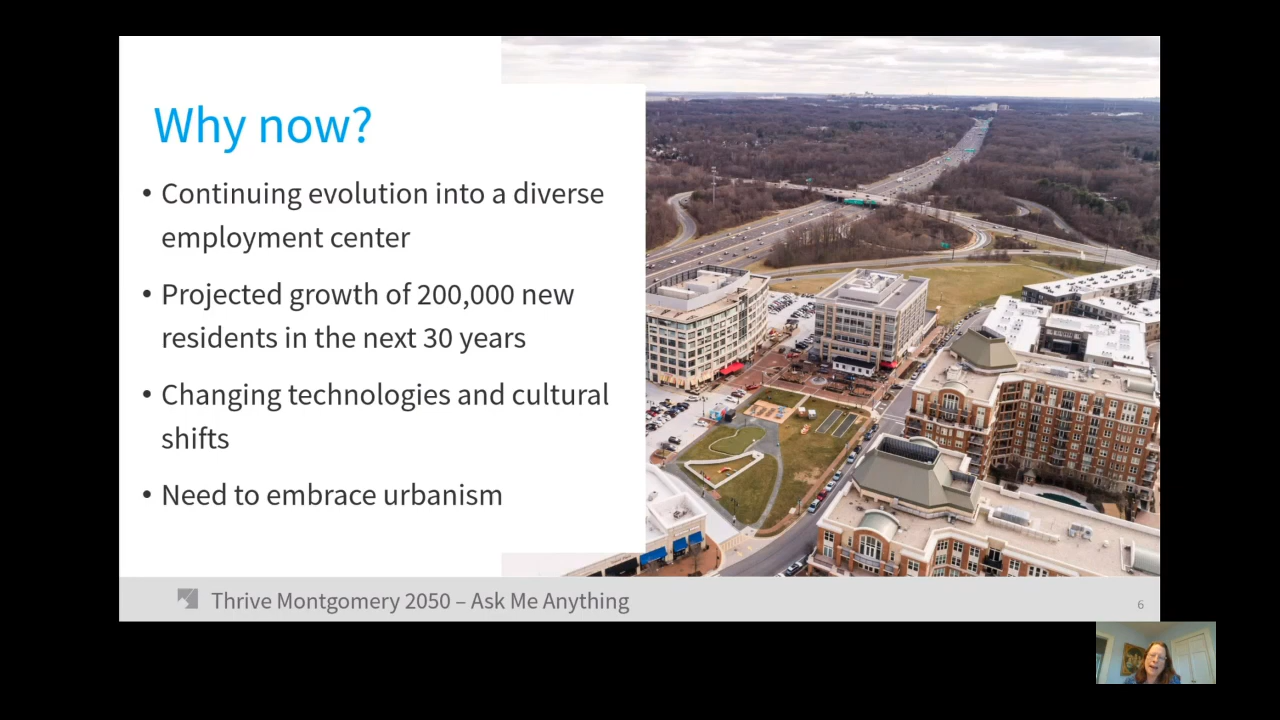 Why now?
• Continuing evolution into a diverse
employment center
• Projected growth of 200,000 new
residents in the next 30 years
• Changing technologies and cultural
shifts
• Need to embrace urbanism
Thrive Montgomery 2050 – Ask Me Anything
6